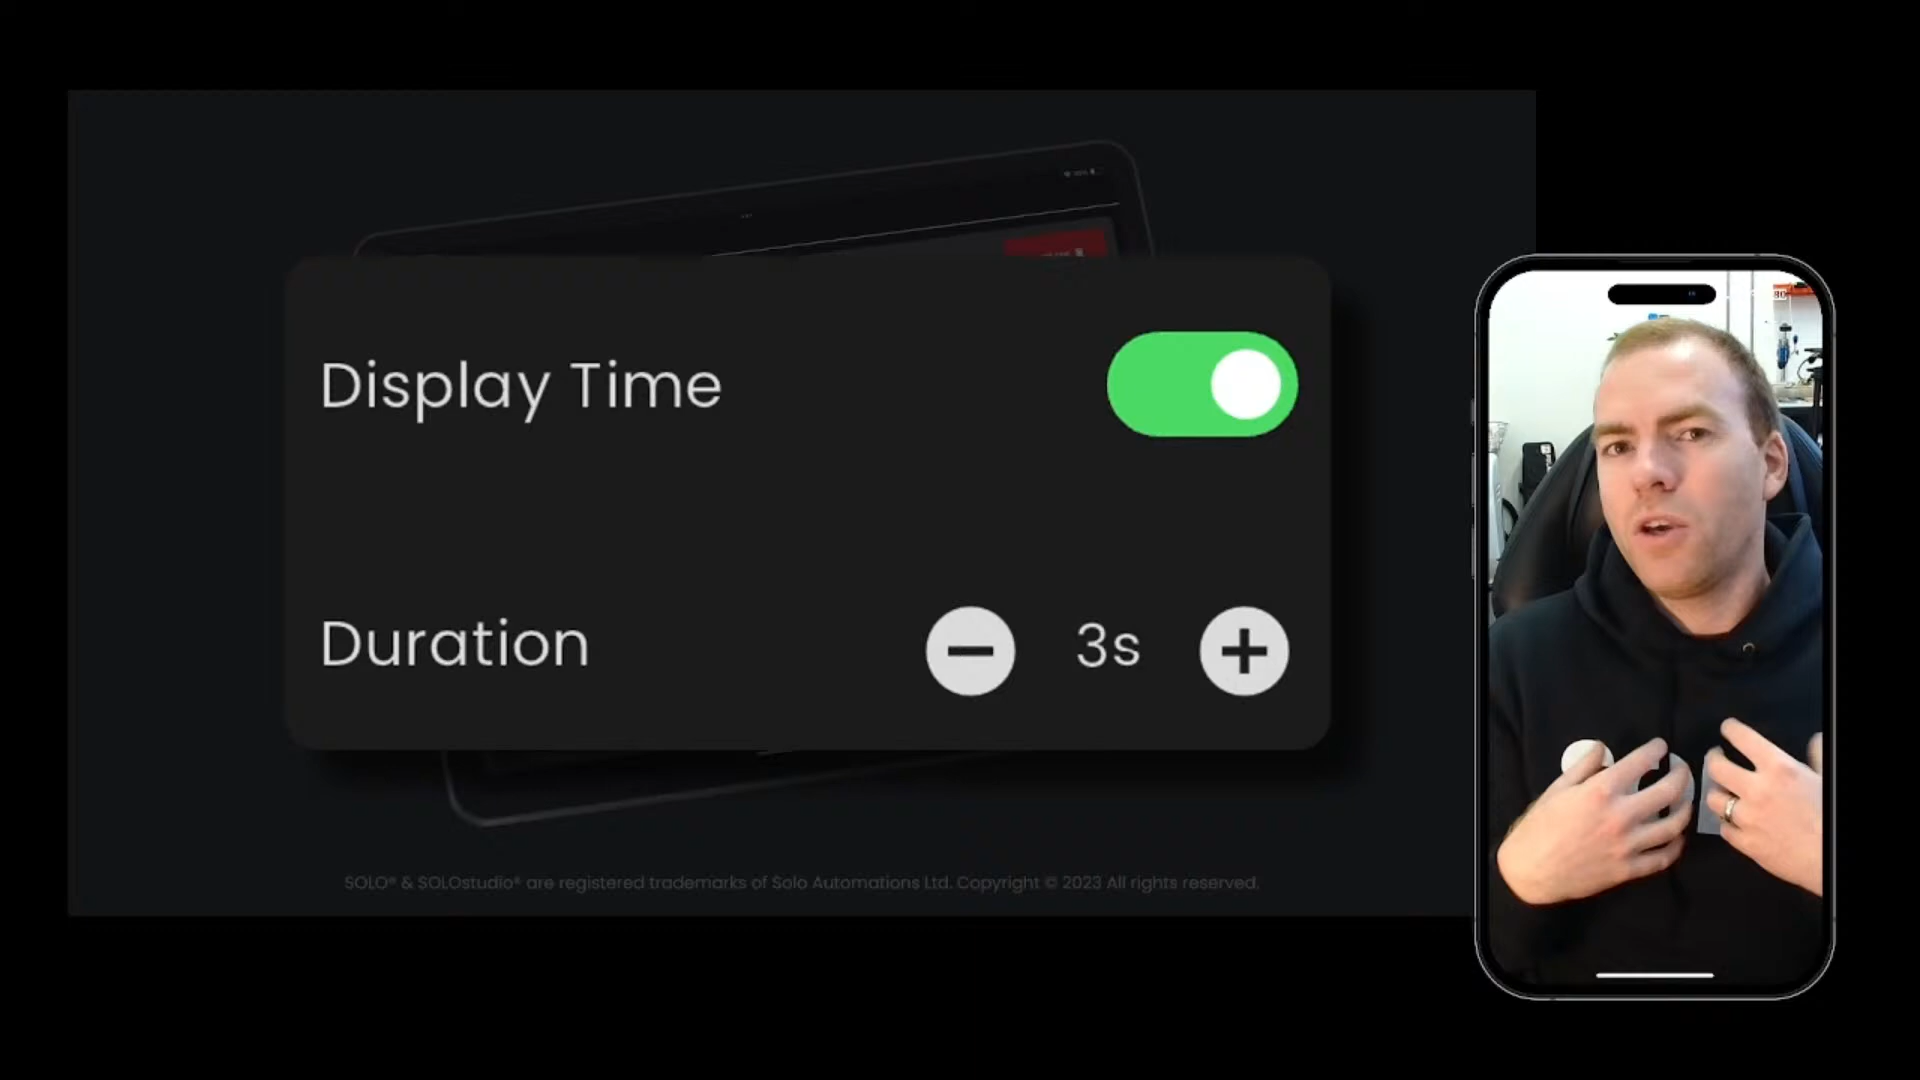 Display Time
Duration
3s
SOLO® & SOLOstudio® are registered trademarks of Solo Automations Ltd. Copyright © 2023 All rights reserved.